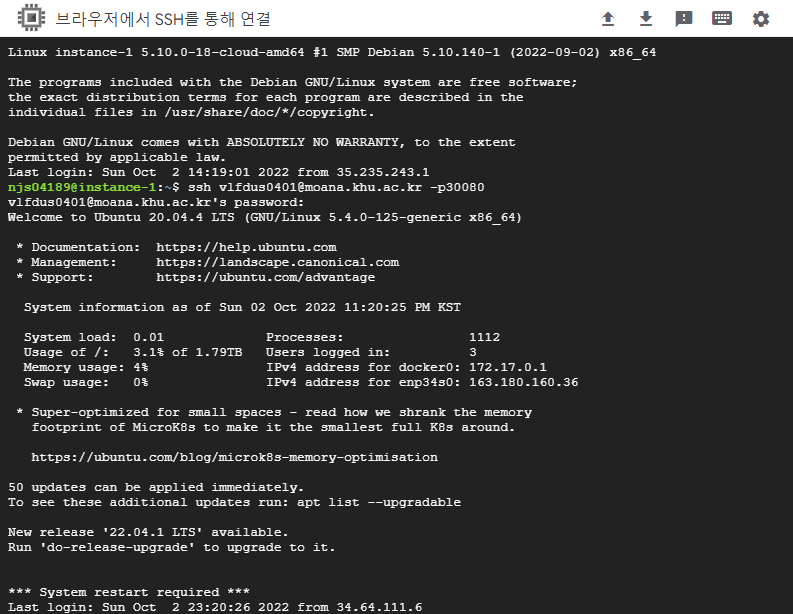 브라우저에서 SSH를 통해 연결
Linux instance-1 5.10.0-18-cloud-amd64 #1 SMP Debian 5.10.140-1 (2022-09-02) x86_64
The programs included with the Debian GNU/Linux system are free software;
the exact distribution terms for each program are described in the
individual files in /usr/share/doc/*/copyright.
Debian GNU/Linux comes with ABSOLUTELY NO WARRANTY, to the extent
permitted by applicable law.
Last login: Sun Oct  2 14:19:01 2022 from 35.235.243.1
njs04189@instance-1:~$ ssh vlfdus0401@moana.khu.ac.kr -p30080
vlfdus0401@moana.khu.ac.kr's password:
Welcome to Ubuntu 20.04.4 LTS (GNU/Linux 5.4.0-125-generic x86_64)
 * Documentation:  https://help.ubuntu.com
 * Management:     https://landscape.canonical.com
 * Support:        https://ubuntu.com/advantage
  System information as of Sun 02 Oct 2022 11:20:25 PM KST
  System load:  0.01             Processes:                1112
  Usage of /:   3.1% of 1.79TB   Users logged in:          3
  Memory usage: 4%               IPv4 address for docker0: 172.17.0.1
  Swap usage:   0%               IPv4 address for enp34s0: 163.180.160.36
 * Super-optimized for small spaces - read how we shrank the memory
   footprint of MicroK8s to make it the smallest full K8s around.
   https://ubuntu.com/blog/microk8s-memory-optimisation
50 updates can be applied immediately.
To see these additional updates run: apt list --upgradable
New release '22.04.1 LTS' available.
Run 'do-release-upgrade' to upgrade to it.
*** System restart required ***
Last login: Sun Oct  2 23:20:26 2022 from 34.64.111.6